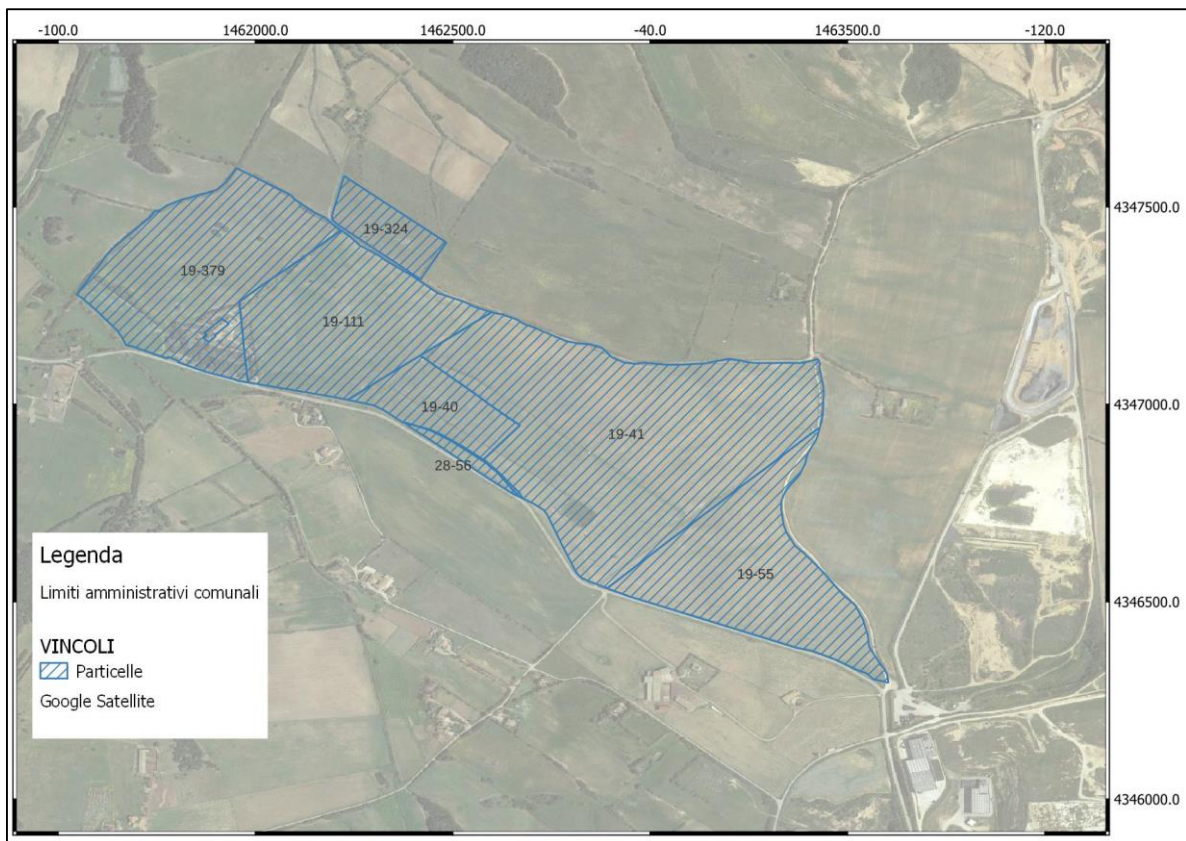 -100.0 1462000.0 1462500.0 -40.0 1463500.0 -120.0
4347500.0
19-324
19-379
19-111
4347000.0
19-40
19-41
28-56
Legenda
Limiti amministrativi comunali
19-55
4346500.0
VINCOLI
Particelle
Google Satellite
4346000.0